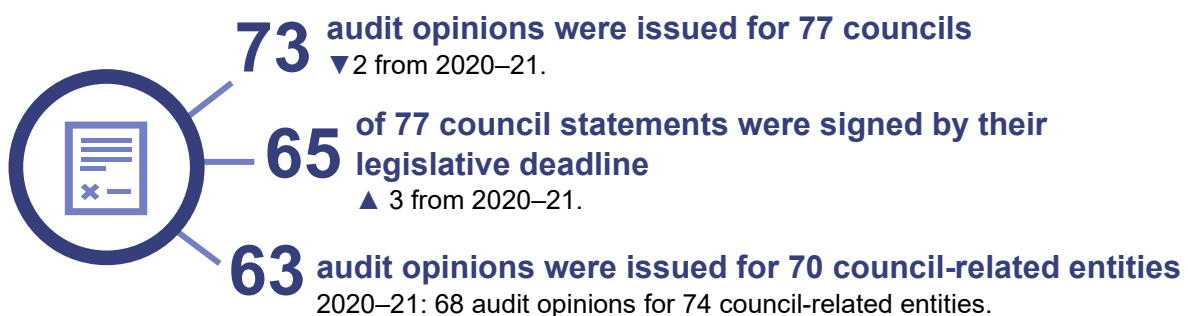 73 audit opinions were issued for 77 councils
▼2 from 2020–21.
65 of 77 council statements were signed by their
legislative deadline
▲ 3 from 2020–21.
63 audit opinions were issued for 70 council-related entities
2020–21: 68 audit opinions for 74 council-related entities.